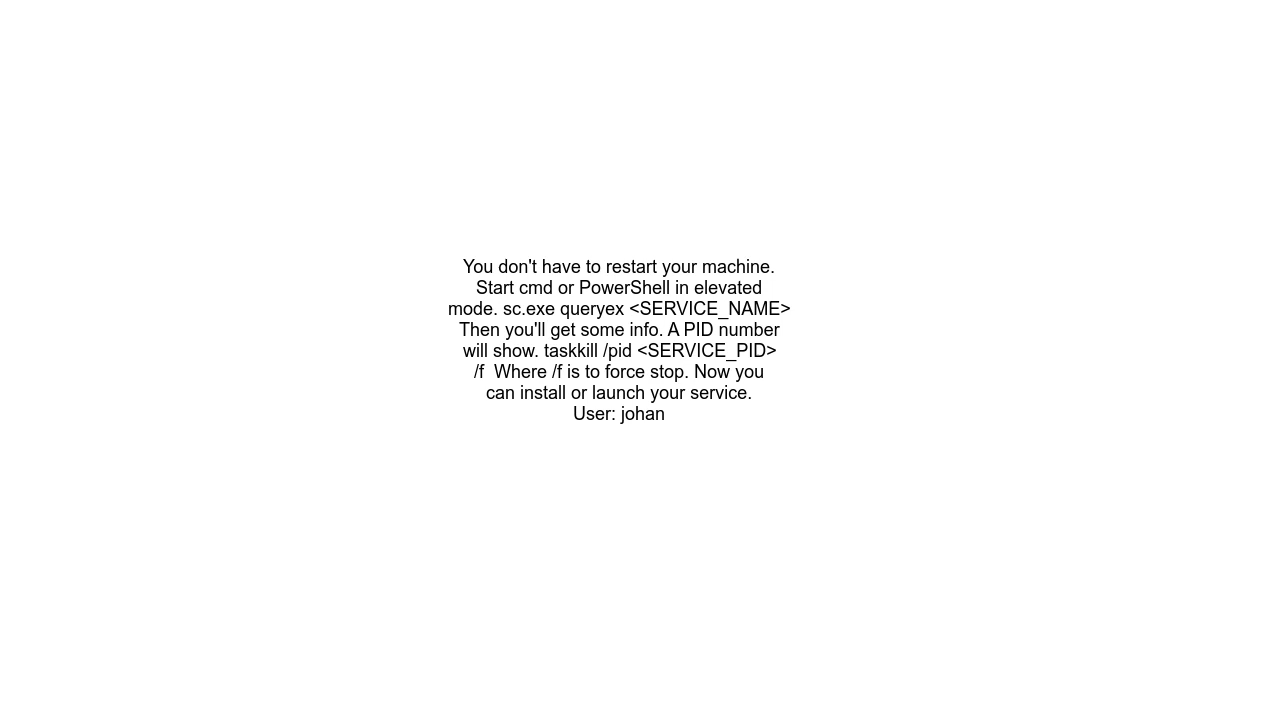 You don't have to restart your machine.
Start cmd or PowerShell in elevated
mode. sc.exe queryex <SERVICE_NAME>
Then you'll get some info. A PID number
will show. taskkill /pid <SERVICE_PID>
/f  Where /f is to force stop. Now you
can install or launch your service.
User: johan